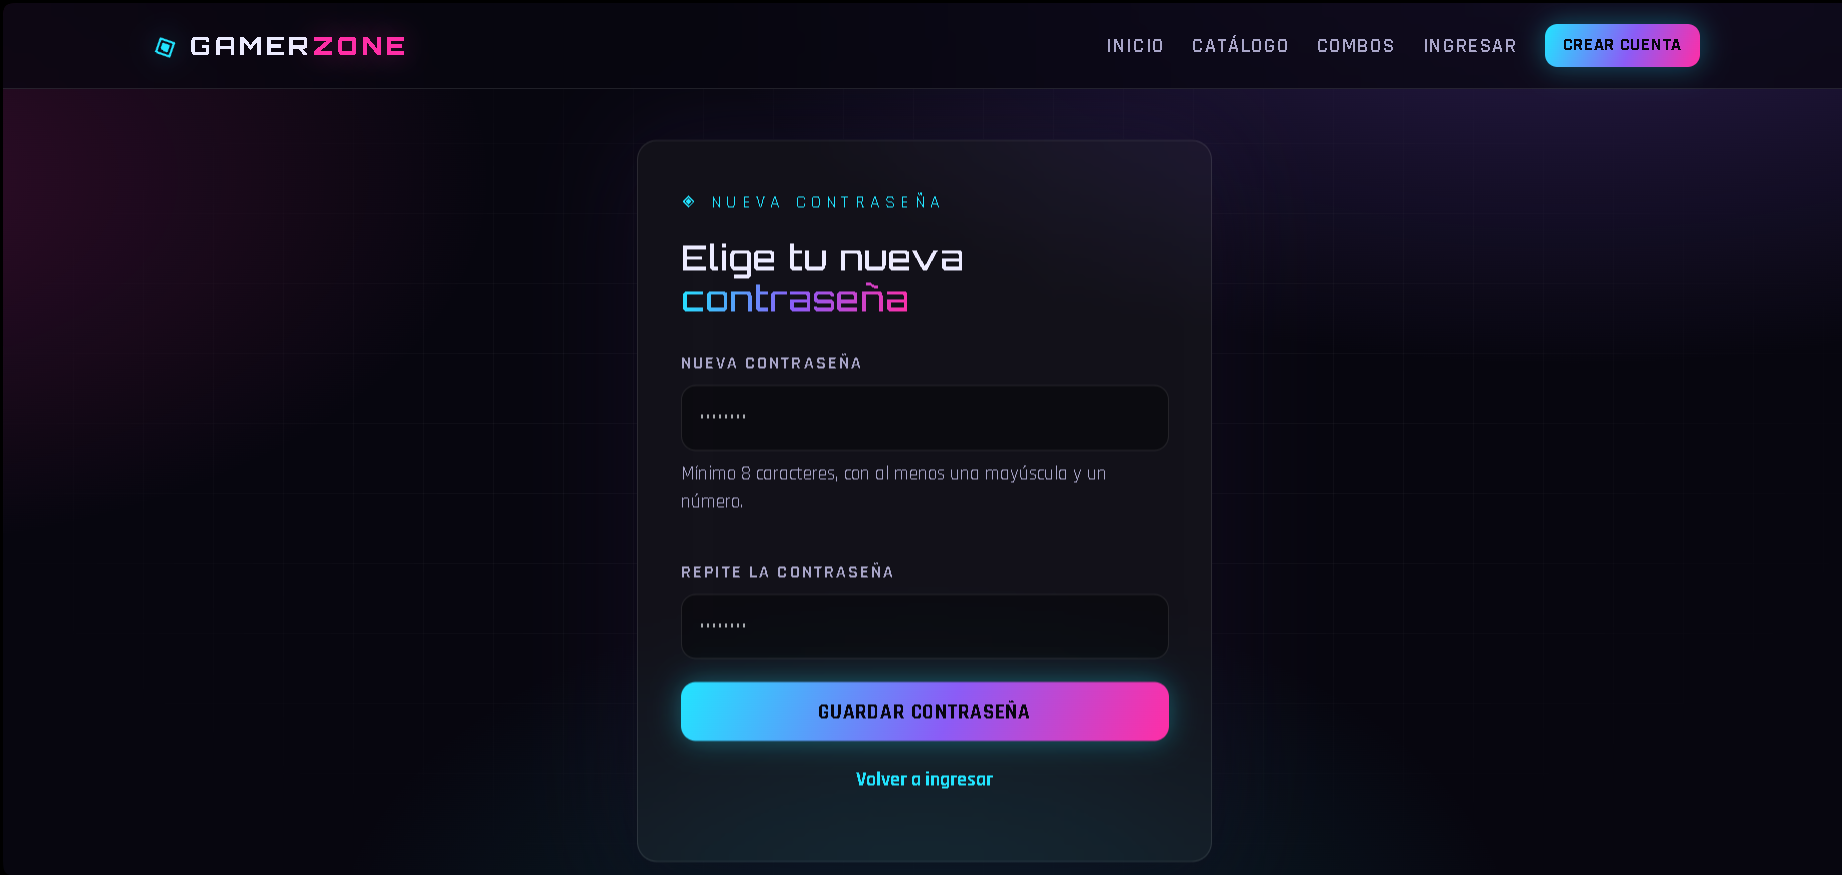 GAMERZONE
INICIO CATÁLOGO COMBOS INGRESAR CREAR CUENTA
NUEVA CONTRASEÑA
Elige tu nueva
contraseña
NUEVA CONTRASEÑA
••••••••
Mínimo 8 caracteres, con al menos una mayúscula y un
número.
REPITE LA CONTRASEÑA
••••••••
GUARDAR CONTRASEÑA
Volver a ingresar